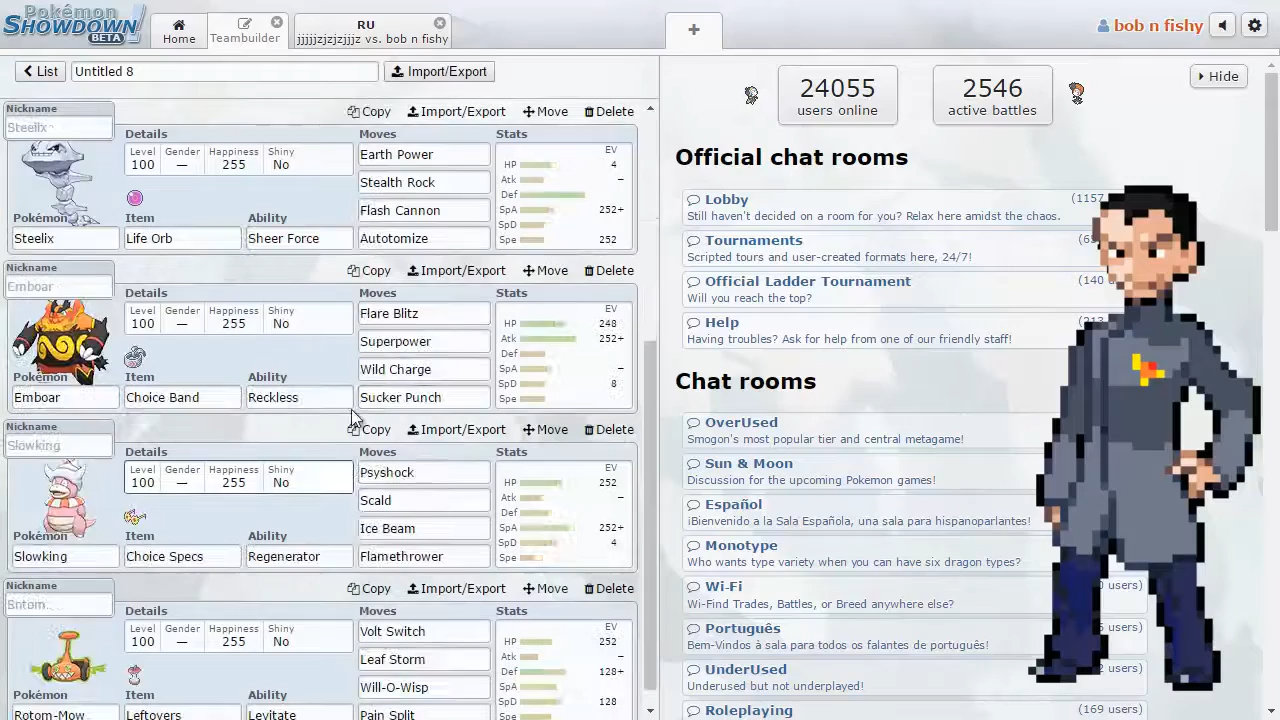 Pokémon
SHOWDOWN!
BETA
Home
Teambuilder
RU
jjjjjzjzjzjjjz vs. bob n fishy
+
bob n fishy
List
Untitled 8
Import/Export
24055
users online
2546
active battles
Hide
Nickname
Steelix
Copy Import/Export Move Delete
Details Moves Stats
Level Gender Happiness Shiny
100 — 255 No
Earth Power
Stealth Rock
Flash Cannon
Autotomize
EV
HP 4
Atk –
Def
SpA 252+
SpD
Spe 252
Pokémon Item Ability
Steelix Life Orb Sheer Force
Nickname
Emboar
Copy Import/Export Move Delete
Details Moves Stats
Level Gender Happiness Shiny
100 — 255 No
Flare Blitz
Superpower
Wild Charge
Sucker Punch
EV
HP 248
Atk 252+
Def
SpA –
SpD 8
Spe
Pokémon Item Ability
Emboar Choice Band Reckless
Nickname
Slowking
Copy Import/Export Move Delete
Details Moves Stats
Level Gender Happiness Shiny
100 — 255 No
Psyshock
Scald
Ice Beam
Flamethrower
EV
HP 252
Atk –
Def
SpA 252+
SpD 4
Spe
Pokémon Item Ability
Slowking Choice Specs Regenerator
Nickname
Copy Import/Export Move Delete
Details Moves Stats
Level Gender Happiness Shiny
100 — 255 No
Volt Switch
Leaf Storm
Will-O-Wisp
Pain Split
EV
HP 252
Atk –
Def 128+
SpA
SpD 128
Spe
Pokémon Item Ability
Rotom-Mow Leftovers Levitate
Official chat rooms
Lobby (1157
Still haven't decided on a room for you? Relax here amidst the chaos.
Tournaments
Scripted tours and user-created formats here, 24/7!
Official Ladder Tournament (140
Will you reach the top?
Help
Having troubles? Ask for help from one of our friendly staff!
Chat rooms
OverUsed
Smogon's most popular tier and central metagame!
Sun & Moon
Discussion for the upcoming Pokemon games!
Español
¡Bienvenido a la Sala Española, una sala para hispanoparlantes!
Monotype
Who wants type variety when you can have six dragon types?
Wi-Fi users)
Wi-Find Trades, Battles, or Breed anywhere else?
Português users)
Bem-Vindos à sala para todos os falantes de português!
UnderUsed users)
Underused but not underplayed!
Roleplaying (169 users)